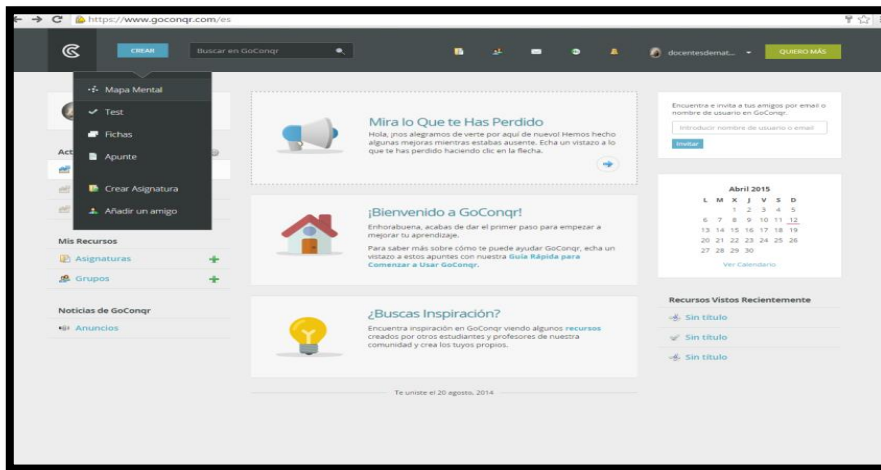 https://www.goconqr.com/es
CREAR
Buscar en GoConqr
docentesdemat...
QUIERO MÁS
Mapa Mental
Test
Fichas
Apunte
Crear Asignatura
Añadir un amigo
Act
Mis Recursos
Asignaturas
Grupos
Noticias de GoConqr
Anuncios
Mira lo Que te Has Perdido
Hola, ¡nos alegramos de verte por aquí de nuevo! Hemos hecho
algunas mejoras mientras estabas ausente. Echa un vistazo a lo
que te has perdido haciendo clic en la flecha.
¡Bienvenido a GoConqr!
Enhorabuena, acabas de dar el primer paso para empezar a
mejorar tu aprendizaje.
Para saber más sobre cómo te puede ayudar GoConqr, echa un
vistazo a estos apuntes con nuestra Guía Rápida para
Comenzar a Usar GoConqr.
¿Buscas Inspiración?
Encuentra inspiración en GoConqr viendo algunos recursos
creados por otros estudiantes y profesores de nuestra
comunidad y crea los tuyos propios.
Te uniste el 20 agosto, 2014
Encuentra e invita a tus amigos por email o
nombre de usuario en GoConqr.
Introducir nombre de usuario o email
Invitar
Abril 2015
L M X J V S D
1 2 3 4 5
6 7 8 9 10 11 12
13 14 15 16 17 18 19
20 21 22 23 24 25 26
27 28 29 30
Ver Calendario
Recursos Vistos Recientemente
Sin título
Sin título
Sin título